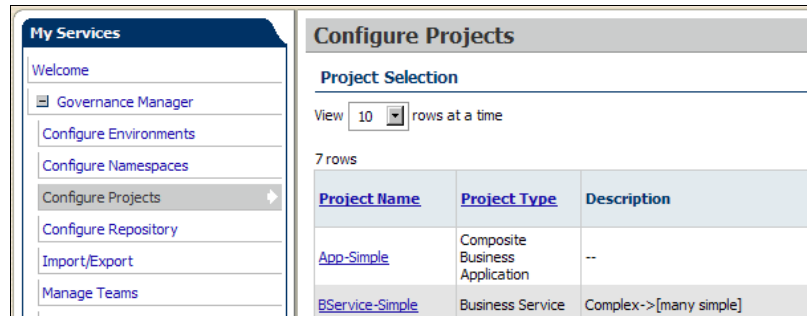 My Services
Welcome
Governance Manager
Configure Environments
Configure Namespaces
Configure Projects
Configure Repository
Import/Export
Manage Teams
Configure Projects
Project Selection
View 10 rows at a time
7 rows
Project Name Project Type Description
App-Simple Composite Business Application --
BService-Simple Business Service Complex->[many simple]